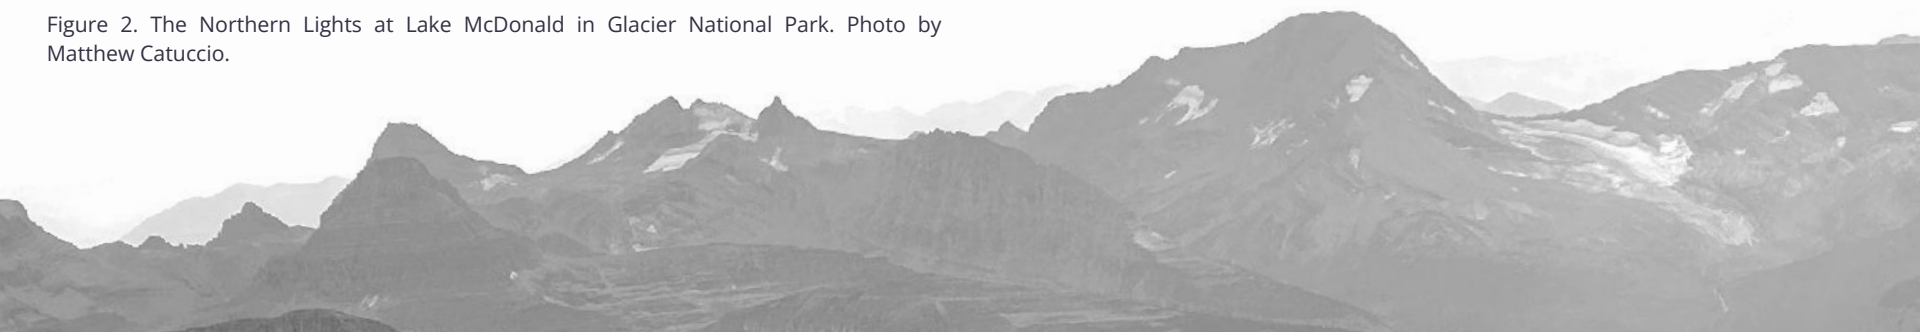 Figure 2. The Northern Lights at Lake McDonald in Glacier National Park. Photo by
Matthew Catuccio.